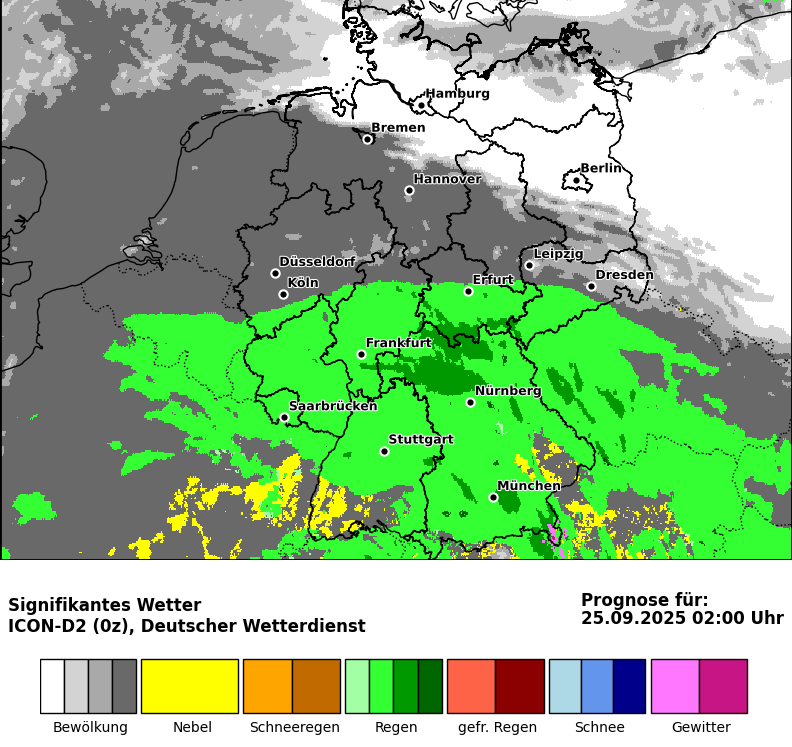 Hamburg
Bremen
Berlin
Hannover
Leipzig
Düsseldorf
Dresden
Köln
Erfurt
Frankfurt
Nürnberg
Saarbrücken
Stuttgart
München
Signifikantes Wetter
ICON-D2 (0z), Deutscher Wetterdienst
Prognose für:
25.09.2025 02:00 Uhr
Bewölkung
Nebel
Schneeregen
Regen
gefr. Regen
Schnee
Gewitter